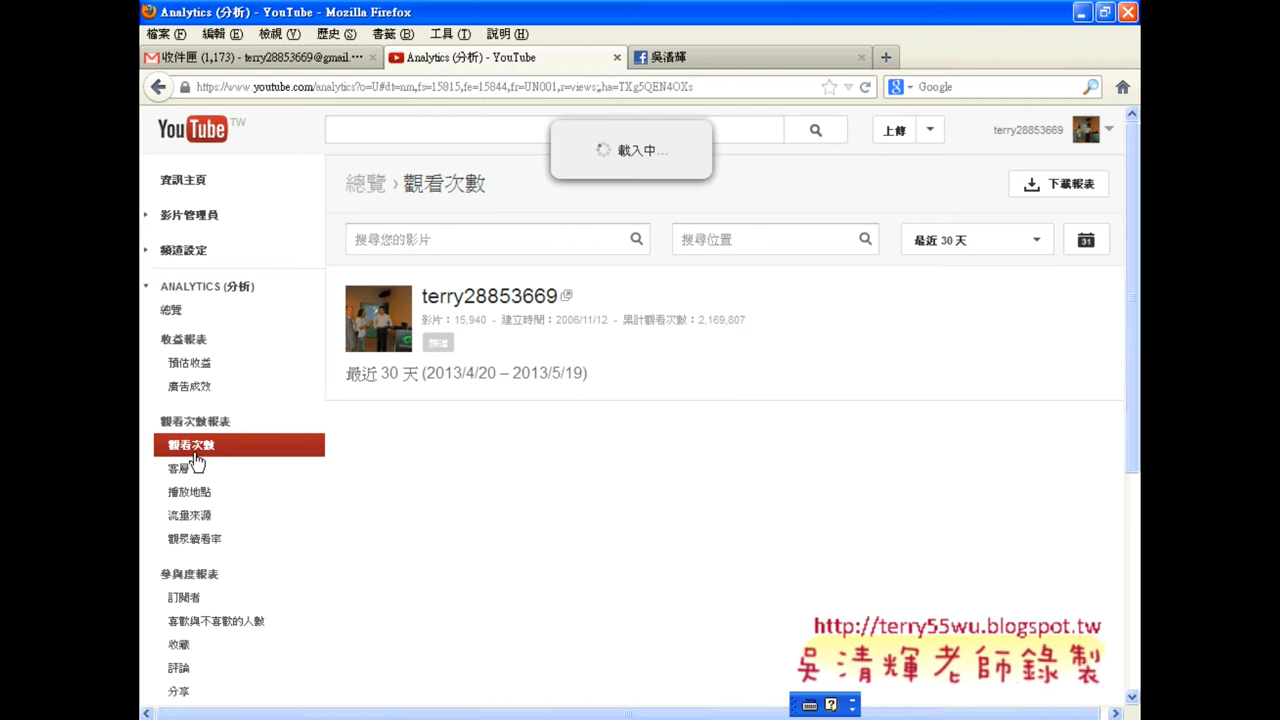 Analytics (分析) - YouTube - Mozilla Firefox
檔案(F) 編輯(E) 檢視(V) 歷史(S) 書籤(B) 工具(T) 說明(H)
收件匣 (1,173) - terry28853669@gmail.… Analytics (分析) - YouTube 吳清輝
https://www.youtube.com/analytics?o=U#dt=nm,fs=15815,fe=15844,fr=UN001,r=views;,ha=TXg5QEN4OXs Google
YouTube TW
上傳
terry28853669
載入中...
總覽 › 觀看次數
下載報表
搜尋您的影片
搜尋位置
最近 30 天
31
資訊主頁
影片管理員
頻道設定
ANALYTICS (分析)
總覽
收益報表
預估收益
廣告成效
觀看次數報表
觀看次數
客層
播放地點
流量來源
觀眾續看率
參與度報表
訂閱者
喜歡與不喜歡的人數
收藏
評論
分享
terry28853669
影片：15,940 - 建立時間：2006/11/12 - 累計觀看次數：2,169,807
頻道
最近 30 天 (2013/4/20 – 2013/5/19)
http://terry55wu.blogspot.tw
吳清輝老師錄製